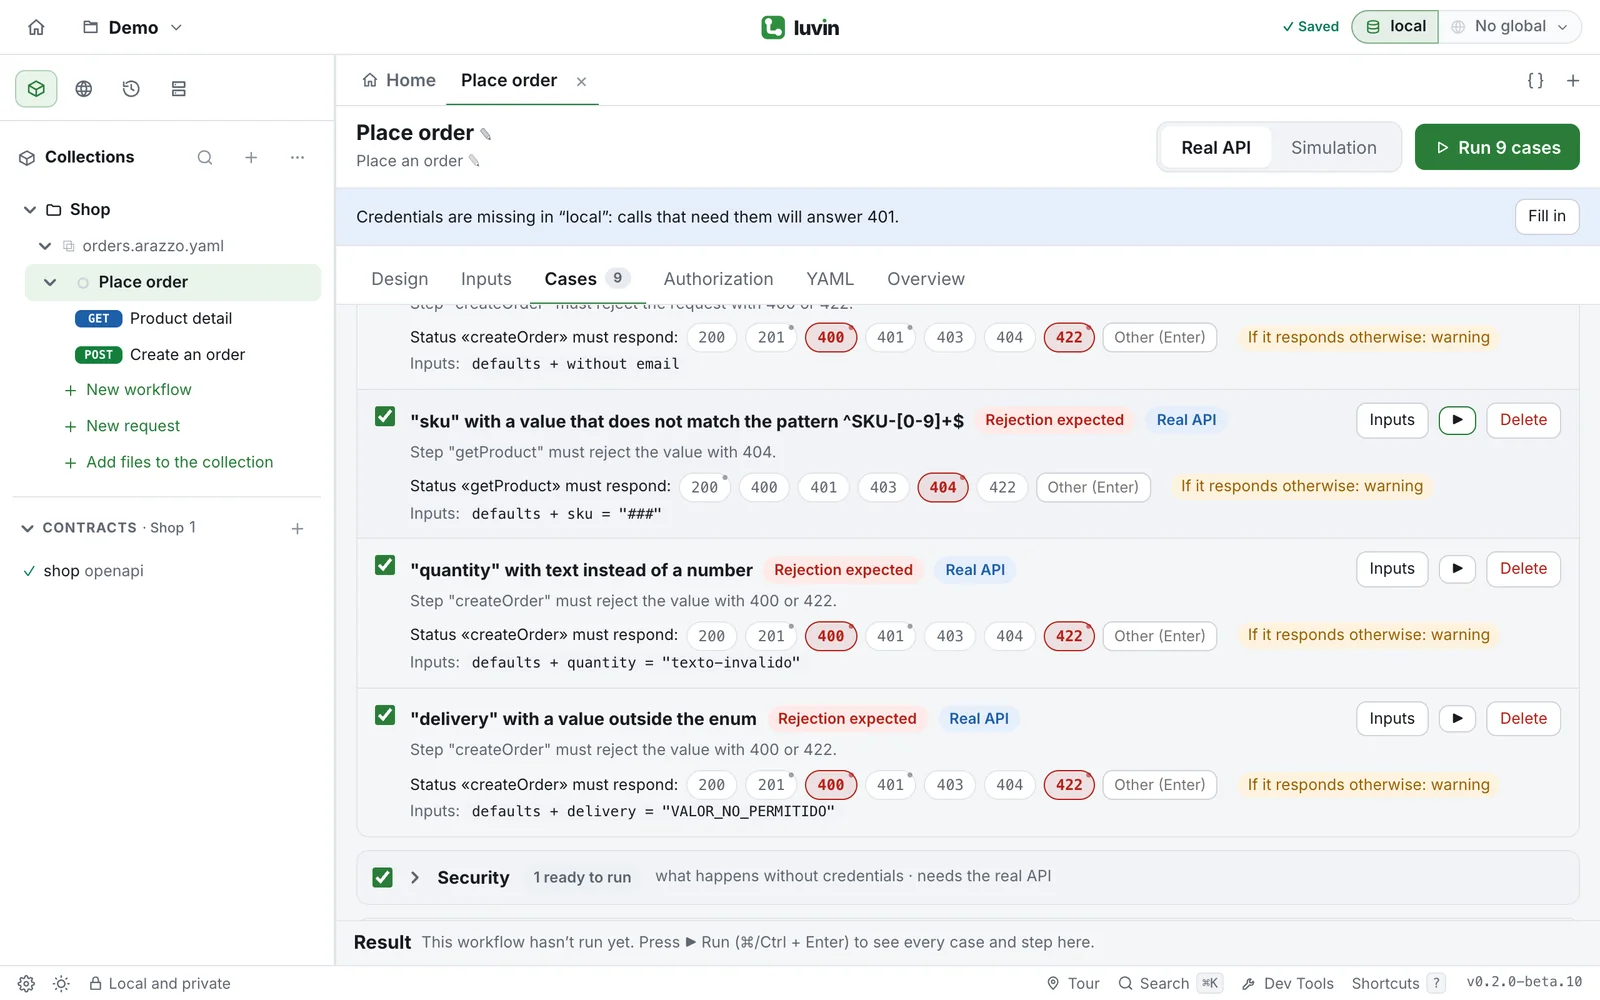 Demo
luvin
Saved
local
No global
Home
Place order
{ }
Collections
Place order
Place an order
Real API
Simulation
Run 9 cases
Shop
orders.arazzo.yaml
Place order
GET Product detail
POST Create an order
New workflow
New request
Add files to the collection
CONTRACTS · Shop 1
shop openapi
Credentials are missing in “local”: calls that need them will answer 401.
Fill in
Design
Inputs
Cases 9
Authorization
YAML
Overview
Step "createOrder" must reject the request with 400 or 422.
Status «createOrder» must respond: 200 201 400 401 403 404 422 Other (Enter) If it responds otherwise: warning
Inputs: defaults + without email
"sku" with a value that does not match the pattern ^SKU-[0-9]+$ Rejection expected Real API Inputs Delete
Step "getProduct" must reject the value with 404.
Status «getProduct» must respond: 200 400 401 403 404 422 Other (Enter) If it responds otherwise: warning
Inputs: defaults + sku = "###"
"quantity" with text instead of a number Rejection expected Real API Inputs Delete
Step "createOrder" must reject the value with 400 or 422.
Status «createOrder» must respond: 200 201 400 401 403 404 422 Other (Enter) If it responds otherwise: warning
Inputs: defaults + quantity = "texto-invalido"
"delivery" with a value outside the enum Rejection expected Real API Inputs Delete
Step "createOrder" must reject the value with 400 or 422.
Status «createOrder» must respond: 200 201 400 401 403 404 422 Other (Enter) If it responds otherwise: warning
Inputs: defaults + delivery = "VALOR_NO_PERMITIDO"
Security 1 ready to run what happens without credentials · needs the real API
Result This workflow hasn’t run yet. Press ▶ Run (⌘/Ctrl + Enter) to see every case and step here.
Local and private
Tour
Search ⌘K
Dev Tools
Shortcuts ?
v0.2.0-beta.10